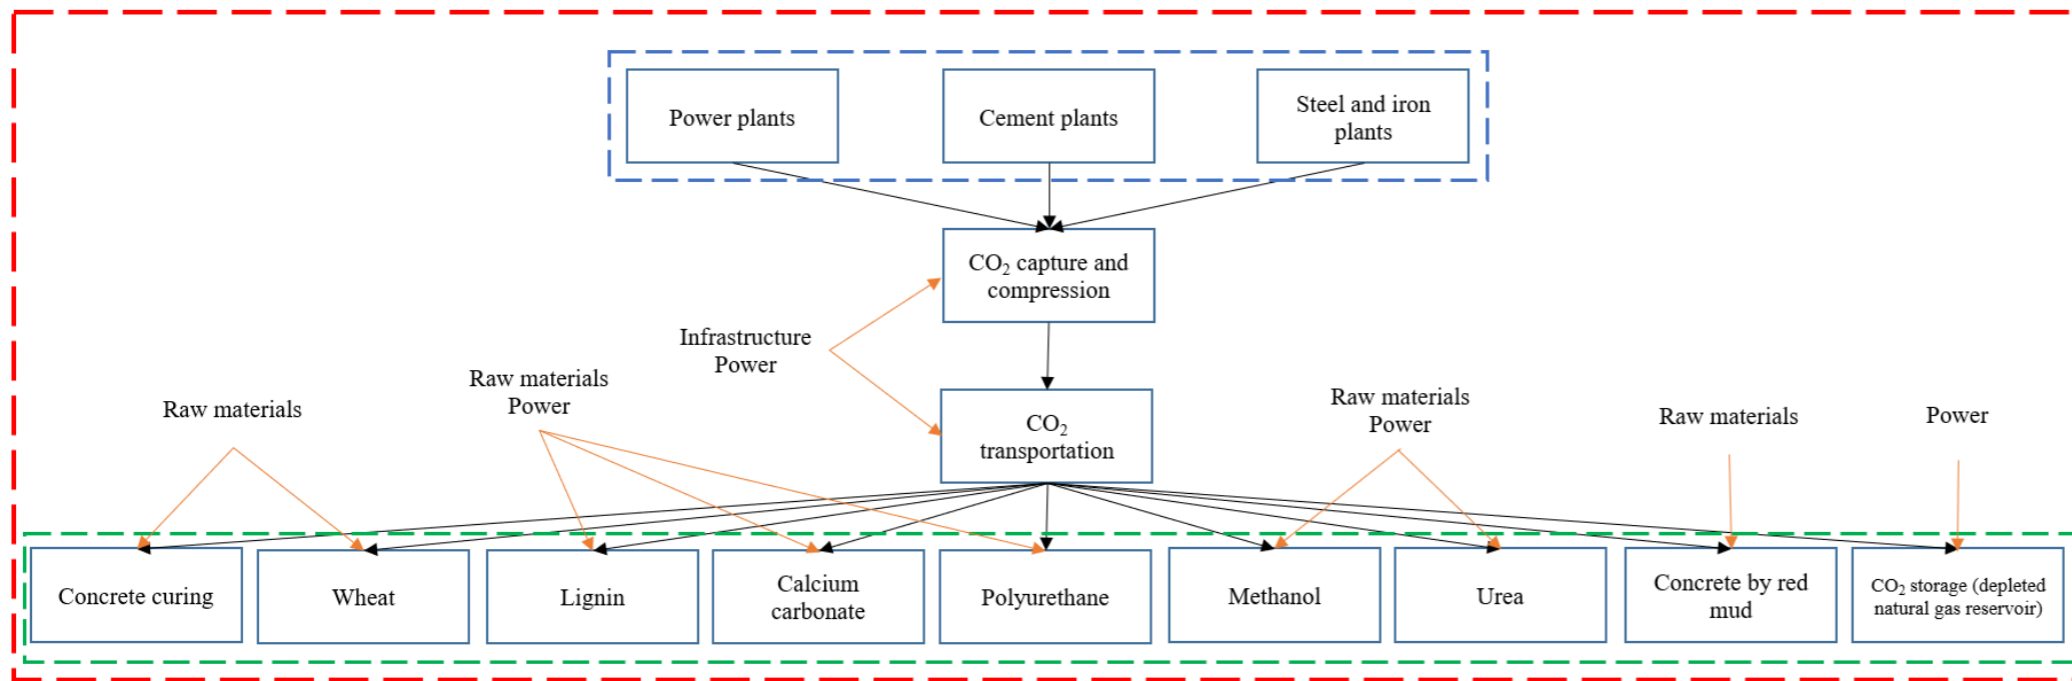 Power plants
Cement plants
Steel and iron
plants
CO₂ capture and
compression
Infrastructure
Power
Raw materials
Power
Raw materials
CO₂
transportation
Raw materials
Power
Raw materials
Power
Concrete curing
Wheat
Lignin
Calcium
carbonate
Polyurethane
Methanol
Urea
Concrete by red
mud
CO₂ storage (depleted
natural gas reservoir)